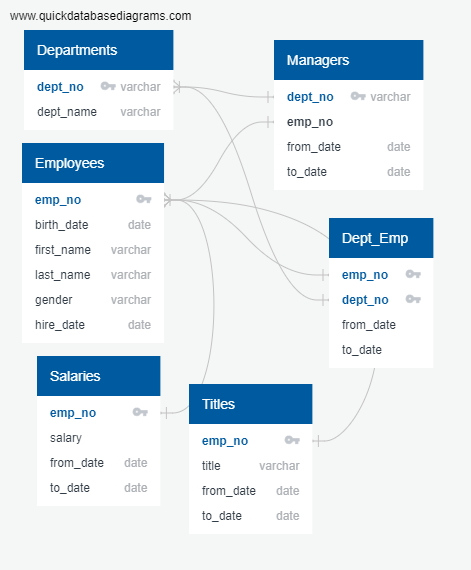 www.quickdatabasediagrams.com
Departments
dept_no varchar
dept_name varchar
Managers
dept_no varchar
emp_no
from_date date
to_date date
Employees
emp_no
birth_date date
first_name varchar
last_name varchar
gender varchar
hire_date date
Dept_Emp
emp_no
dept_no
from_date
to_date
Salaries
emp_no
salary
from_date date
to_date date
Titles
emp_no
title varchar
from_date date
to_date date